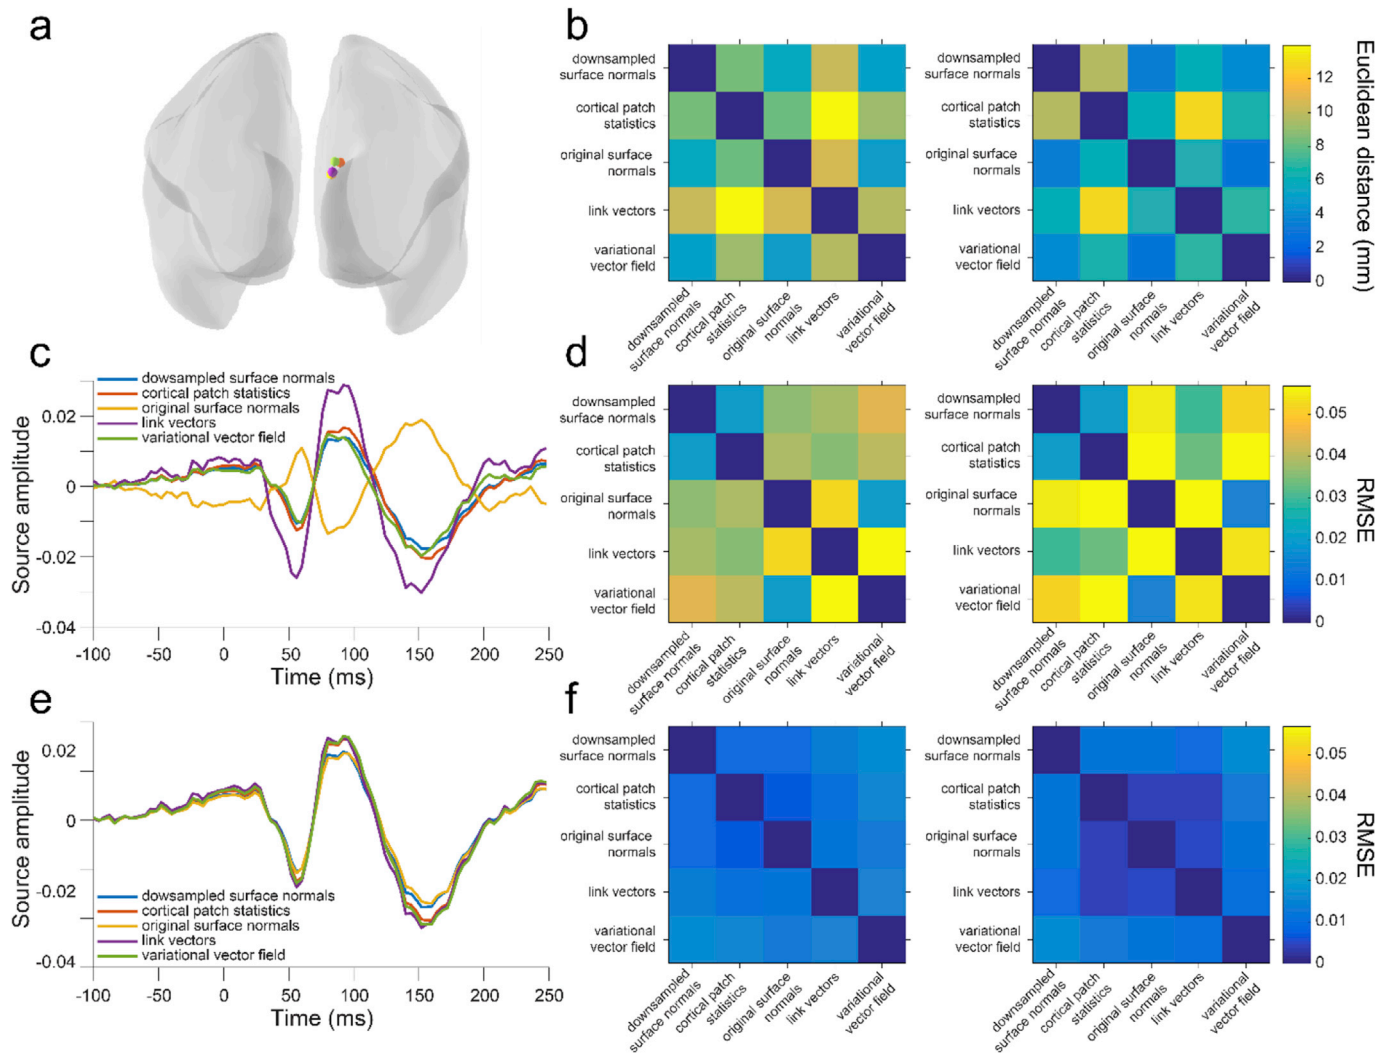 a
b
downsampled
surface normals
cortical patch
statistics
original surface
normals
link vectors
variational
vector field
downsampled
surface normals
cortical patch
statistics
original surface
normals
link vectors
variational
vector field
downsampled
surface normals
cortical patch
statistics
original surface
normals
link vectors
variational
vector field
downsampled
surface normals
cortical patch
statistics
original surface
normals
link vectors
variational
vector field
12
10
8
6
4
2
0
Euclidean distance (mm)
c
dowsampled surface normals
cortical patch statistics
original surface normals
link vectors
variational vector field
0.02
0
-0.02
-0.04
Source amplitude
-100
-50
0
50
100
150
200
250
Time (ms)
d
downsampled
surface normals
cortical patch
statistics
original surface
normals
link vectors
variational
vector field
downsampled
surface normals
cortical patch
statistics
original surface
normals
link vectors
variational
vector field
downsampled
surface normals
cortical patch
statistics
original surface
normals
link vectors
variational
vector field
downsampled
surface normals
cortical patch
statistics
original surface
normals
link vectors
variational
vector field
0.05
0.04
0.03
0.02
0.01
0
RMSE
e
0.02
0
-0.02
-0.04
Source amplitude
dowsampled surface normals
cortical patch statistics
original surface normals
link vectors
variational vector field
-100
-50
0
50
100
150
200
250
Time (ms)
f
downsampled
surface normals
cortical patch
statistics
original surface
normals
link vectors
variational
vector field
downsampled
surface normals
cortical patch
statistics
original surface
normals
link vectors
variational
vector field
downsampled
surface normals
cortical patch
statistics
original surface
normals
link vectors
variational
vector field
downsampled
surface normals
cortical patch
statistics
original surface
normals
link vectors
variational
vector field
0.05
0.04
0.03
0.02
0.01
0
RMSE